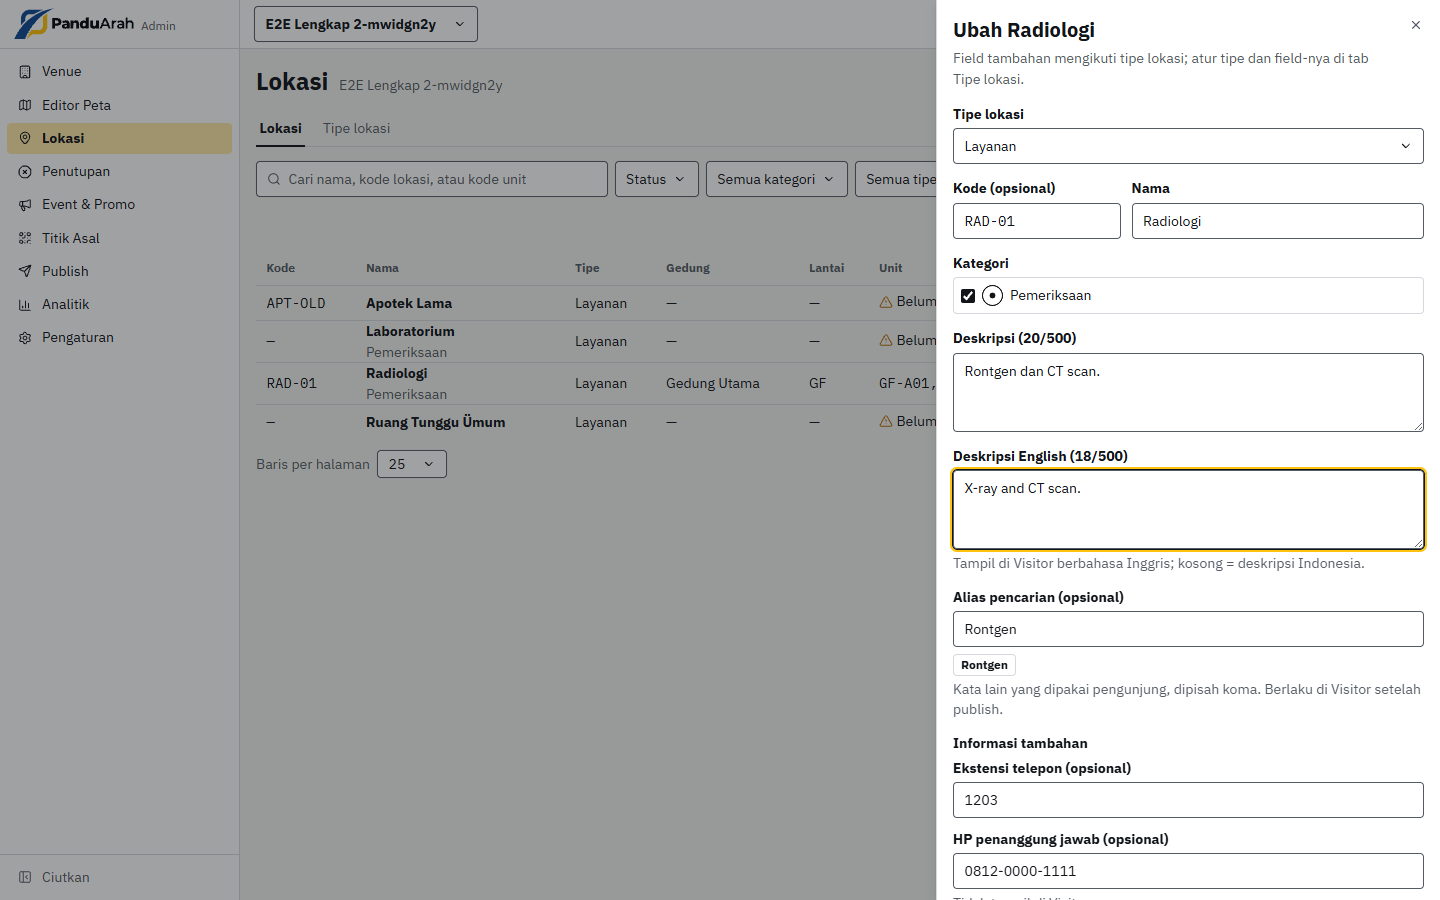 PanduArah Admin
E2E Lengkap 2-mwidgn2y
Venue
Editor Peta
Lokasi
Penutupan
Event & Promo
Titik Asal
Publish
Analitik
Pengaturan
Ciutkan
Lokasi E2E Lengkap 2-mwidgn2y
Lokasi Tipe lokasi
Cari nama, kode lokasi, atau kode unit Status Semua kategori Semua tipe
Kode Nama Tipe Gedung Lantai Unit
APT-OLD Apotek Lama Layanan — — Belum
— Laboratorium Pemeriksaan Layanan — — Belum
RAD-01 Radiologi Pemeriksaan Layanan Gedung Utama GF GF-A01,
— Ruang Tunggu Ümum Layanan — — Belum
Baris per halaman 25
Ubah Radiologi
Field tambahan mengikuti tipe lokasi; atur tipe dan field-nya di tab
Tipe lokasi.
Tipe lokasi
Layanan
Kode (opsional) Nama
RAD-01 Radiologi
Kategori
Pemeriksaan
Deskripsi (20/500)
Rontgen dan CT scan.
Deskripsi English (18/500)
X-ray and CT scan.
Tampil di Visitor berbahasa Inggris; kosong = deskripsi Indonesia.
Alias pencarian (opsional)
Rontgen
Rontgen
Kata lain yang dipakai pengunjung, dipisah koma. Berlaku di Visitor setelah
publish.
Informasi tambahan
Ekstensi telepon (opsional)
1203
HP penanggung jawab (opsional)
0812-0000-1111